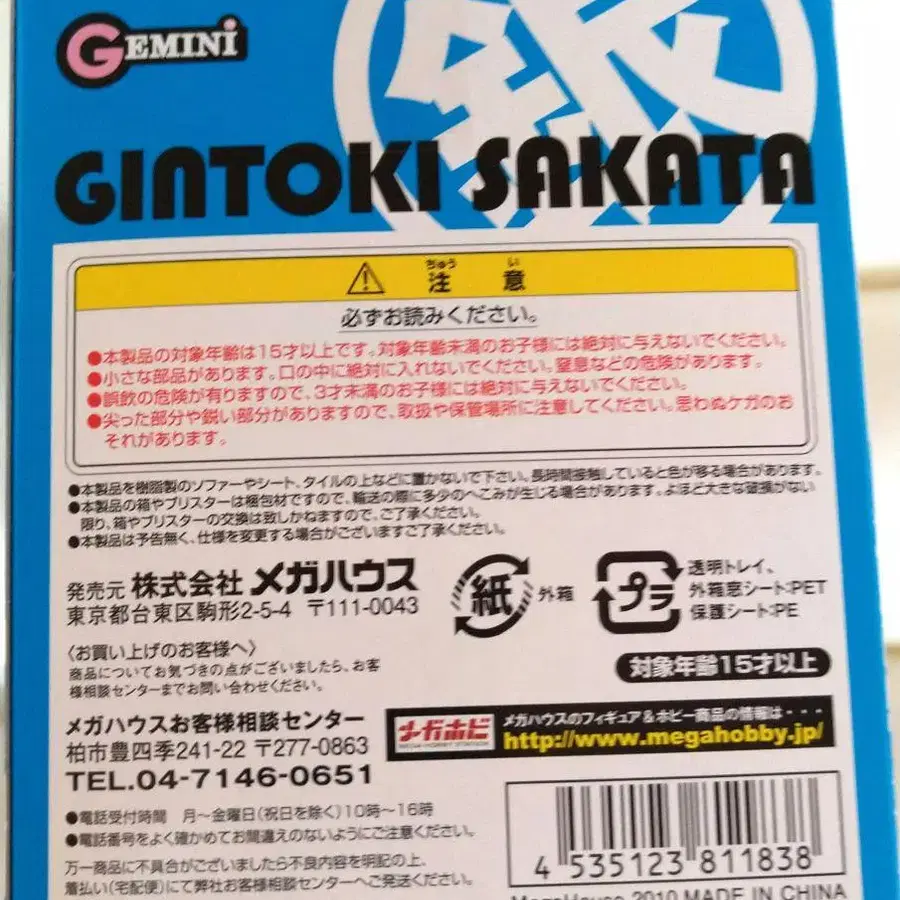 GEMINI
銀
GINTOKI SAKATA
ちゅう い
注 意
必ずお読みください。
●本製品の対象年齢は15才以上です。対象年齢未満のお子様には絶対に与えないでください。
●小さな部品があります。口の中に絶対に入れないでください。窒息などの危険があります。
●誤飲の危険が有りますので、3才未満のお子様には絶対に与えないでください。
●尖った部分や鋭い部分がありますので、取扱や保管場所に注意してください。思わぬケガのお
それがあります。
●本製品を樹脂製のソファーやシート、タイルの上などに置かないで下さい。長時間接触していると色が移る場合があります。
●本製品の箱やブリスターは梱包材ですので、輸送の際に多少のへこみが生じる場合があります。よほど大きな破損がない
限り、箱やブリスターの交換は致しかねますので、ご了承ください。
●本製品は予告無く、仕様を変更する場合がございますご了承ください。
発売元 株式会社 メガハウス
東京都台東区駒形2-5-4 〒111-0043
紙 外箱
プラ
透明トレイ、
外箱窓シート:PET
保護シート:PE
〈お買い上げのお客様へ〉
商品についてお気づきの点がございましたら、お客
様相談センターまでお問い合わせください。
対象年齢15才以上
メガハウスお客様相談センター
柏市豊四季241-22 〒277-0863
TEL.04-7146-0651
メガホビ
MEGA HOBBY STATION
メガハウスのフィギュア&ホビー商品の情報は・・・
http://www.megahobby.jp/
●電話受付時間 月~金曜日(祝日を除く)10時~16時
●電話番号をよく確かめてお間違えのないようにご注意ください。
万一商品に不具合がございましたら不良内容を明記の上、
着払い(宅配便)にて弊社お客様相談センターへご発送ください。
4 535123 811838
MegaHouse 2010 MADE IN CHINA